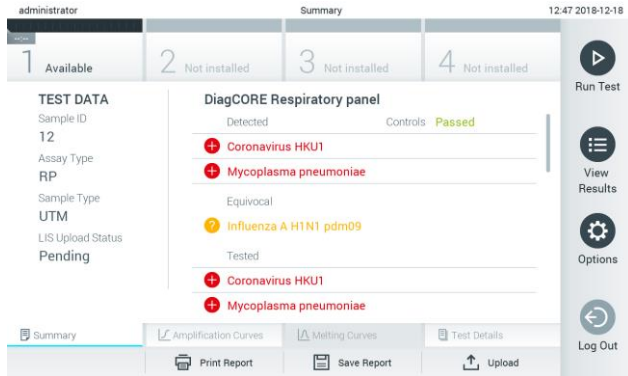 administrator Summary 12:47 2018-12-18
1 Available 2 Not installed 3 Not installed 4 Not installed
Run Test
TEST DATA
Sample ID
12
Assay Type
RP
Sample Type
UTM
LIS Upload Status
Pending
DiagCORE Respiratory panel
Detected Controls Passed
Coronavirus HKU1
Mycoplasma pneumoniae
Equivocal
Influenza A H1N1 pdm09
Tested
Coronavirus HKU1
Mycoplasma pneumoniae
View
Results
Options
Log Out
Summary Amplification Curves Melting Curves Test Details
Print Report Save Report Upload